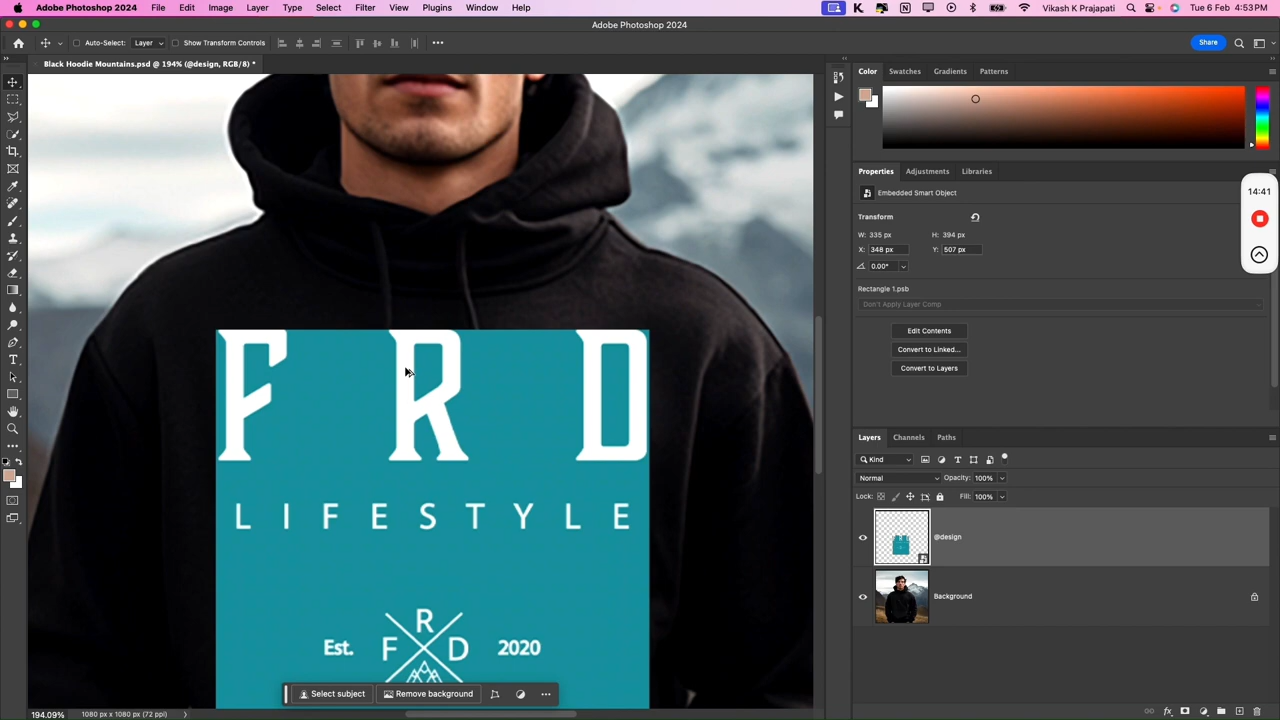 Adobe Photoshop 2024 File Edit Image Layer Type Select Filter View Plugins Window Help Vikash K Prajapati Tue 6 Feb 4:53PM
Adobe Photoshop 2024
Auto-Select: Layer Show Transform Controls Share
Black Hoodie Mountains.psd @ 194% (@design, RGB/8) *
Color Swatches Gradients Patterns
Properties Adjustments Libraries
Embedded Smart Object
14:41
Transform
W: 335 px H: 394 px
X: 348 px Y: 507 px
0.00°
Rectangle 1.psb
Don't Apply Layer Comp
Edit Contents
Convert to Linked...
Convert to Layers
F R D
LIFESTYLE
R
Est. F D 2020
Layers Channels Paths
Kind
Normal Opacity: 100%
Lock: Fill: 100%
@design
Background
Select subject Remove background
194.09% 1080 px x 1080 px (72 ppi)